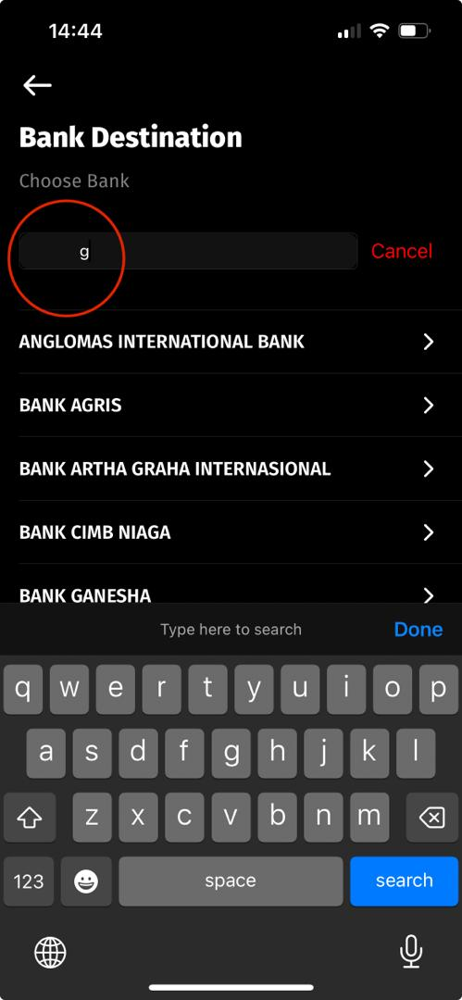 14:44
Bank Destination
Choose Bank
g Cancel
ANGLOMAS INTERNATIONAL BANK
BANK AGRIS
BANK ARTHA GRAHA INTERNASIONAL
BANK CIMB NIAGA
BANK GANESHA
Type here to search Done
q w e r t y u i o p
a s d f g h j k l
z x c v b n m
123 space search